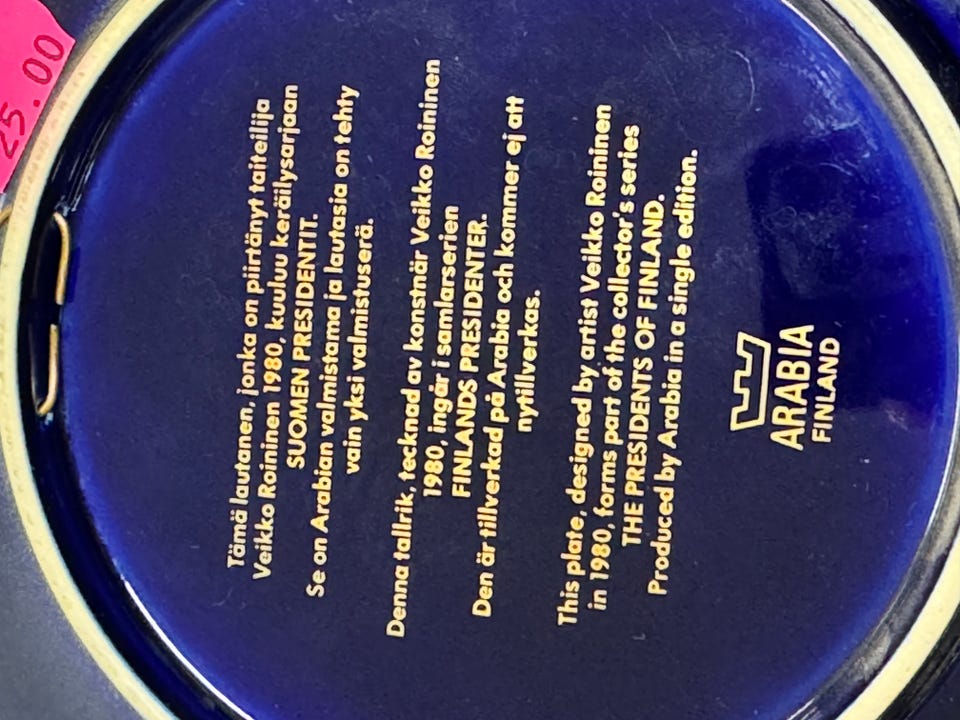 25.00
Tämä lautanen, jonka on piirtänyt taiteilija
Veikko Roininen 1980, kuuluu keräilysarjaan
SUOMEN PRESIDENTIT.
Se on Arabian valmistama ja lautasia on tehty
vain yksi valmistuserä.
Denna tallrik, tecknad av konstnär Veikko Roininen
1980, ingår i samlarserien
FINLANDS PRESIDENTER.
Den är tillverkad på Arabia och kommer ej att
nytillverkas.
This plate, designed by artist Veikko Roininen
in 1980, forms part of the collector's series
THE PRESIDENTS OF FINLAND.
Produced by Arabia in a single edition.
ARABIA
FINLAND